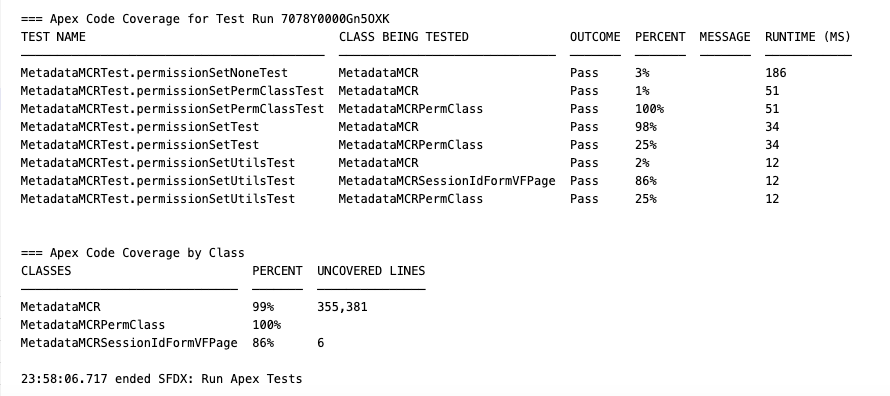 === Apex Code Coverage for Test Run 7078Y0000Gn5OXK
TEST NAME CLASS BEING TESTED OUTCOME PERCENT MESSAGE RUNTIME (MS)
MetadataMCRTest.permissionSetNoneTest MetadataMCR Pass 3% 186
MetadataMCRTest.permissionSetPermClassTest MetadataMCR Pass 1% 51
MetadataMCRTest.permissionSetPermClassTest MetadataMCRPermClass Pass 100% 51
MetadataMCRTest.permissionSetTest MetadataMCR Pass 98% 34
MetadataMCRTest.permissionSetTest MetadataMCRPermClass Pass 25% 34
MetadataMCRTest.permissionSetUtilsTest MetadataMCR Pass 2% 12
MetadataMCRTest.permissionSetUtilsTest MetadataMCRSessionIdFormVFPage Pass 86% 12
MetadataMCRTest.permissionSetUtilsTest MetadataMCRPermClass Pass 25% 12
=== Apex Code Coverage by Class
CLASSES PERCENT UNCOVERED LINES
MetadataMCR 99% 355,381
MetadataMCRPermClass 100%
MetadataMCRSessionIdFormVFPage 86% 6
23:58:06.717 ended SFDX: Run Apex Tests